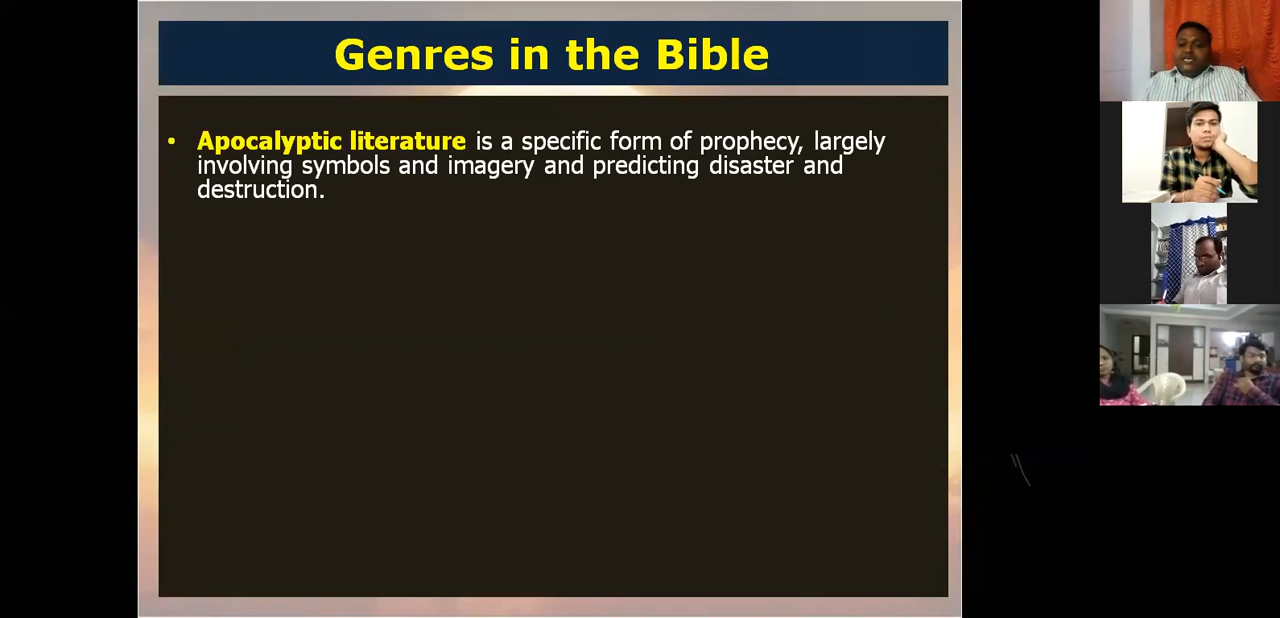 Genres in the Bible
• Apocalyptic literature is a specific form of prophecy, largely
involving symbols and imagery and predicting disaster and
destruction.